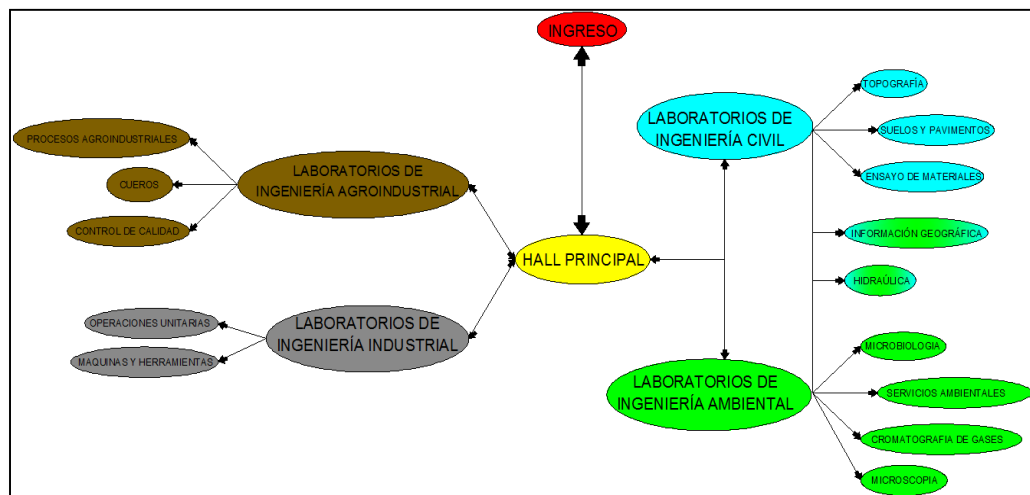 INGRESO
LABORATORIOS DE
INGENIERÍA CIVIL
TOPOGRAFÍA
SUELOS Y PAVIMENTOS
ENSAYO DE MATERIALES
PROCESOS AGROINDUSTRIALES
CUEROS
CONTROL DE CALIDAD
LABORATORIOS DE
INGENIERÍA AGROINDUSTRIAL
HALL PRINCIPAL
INFORMACIÓN GEOGRÁFICA
HIDRAÚLICA
OPERACIONES UNITARIAS
MAQUINAS Y HERRAMIENTAS
LABORATORIOS DE
INGENIERÍA INDUSTRIAL
LABORATORIOS DE
INGENIERÍA AMBIENTAL
MICROBIOLOGIA
SERVICIOS AMBIENTALES
CROMATOGRAFIA DE GASES
MICROSCOPIA